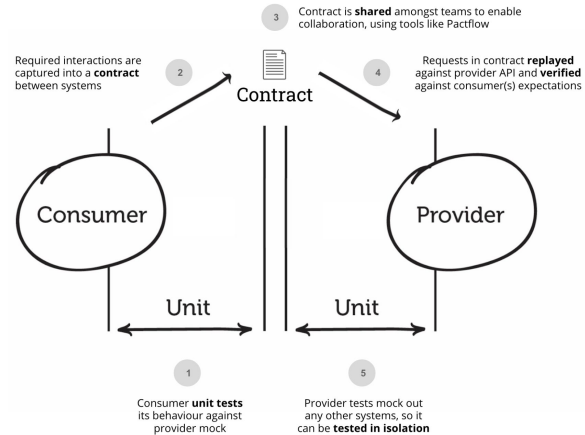 3
Contract is shared amongst teams to enable
collaboration, using tools like Pactflow
Required interactions are
captured into a contract
between systems
2
Contract
4
Requests in contract replayed
against provider API and verified
against consumer(s) expectations
Consumer
Provider
Unit
Unit
1
Consumer unit tests
its behaviour against
provider mock
5
Provider tests mock out
any other systems, so it
can be tested in isolation